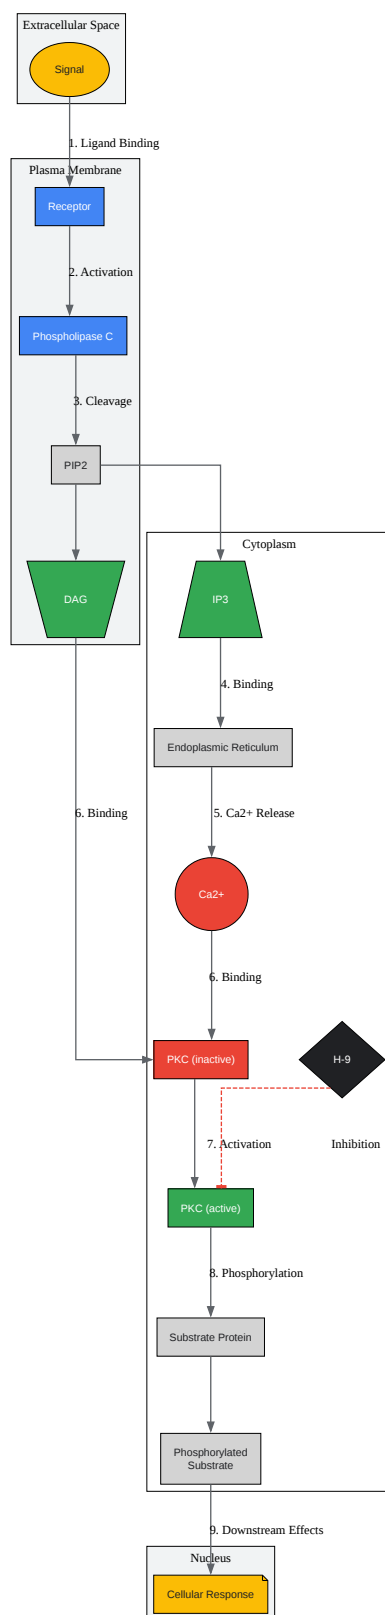 Extracellular Space
Signal
1. Ligand Binding
Plasma Membrane
Receptor
2. Activation
Phospholipase C
3. Cleavage
PIP2
Cytoplasm
DAG
IP3
4. Binding
Endoplasmic Reticulum
6. Binding
5. Ca2+ Release
Ca2+
6. Binding
PKC (inactive)
H-9
7. Activation
Inhibition
PKC (active)
8. Phosphorylation
Substrate Protein
Phosphorylated
Substrate
9. Downstream Effects
Nucleus
Cellular Response